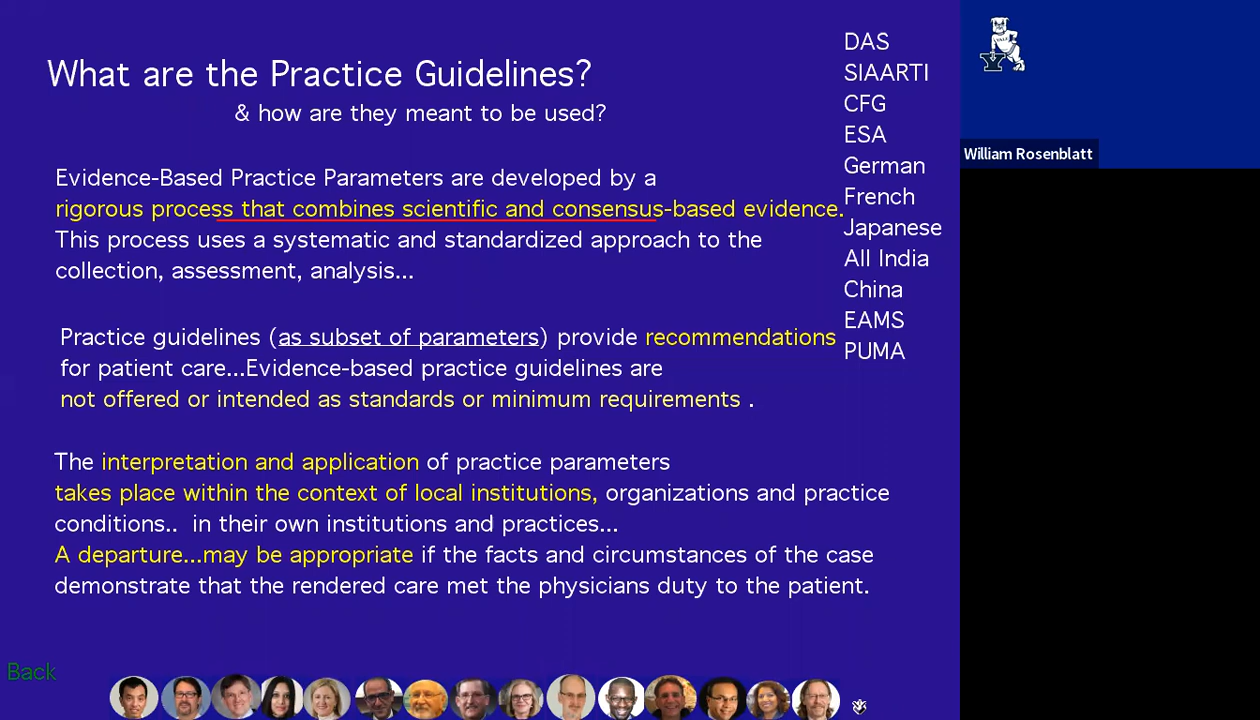 What are the Practice Guidelines?
& how are they meant to be used?
Evidence-Based Practice Parameters are developed by a
rigorous process that combines scientific and consensus-based evidence.
This process uses a systematic and standardized approach to the
collection, assessment, analysis...
Practice guidelines (as subset of parameters) provide recommendations
for patient care...Evidence-based practice guidelines are
not offered or intended as standards or minimum requirements .
The interpretation and application of practice parameters
takes place within the context of local institutions, organizations and practice
conditions.. in their own institutions and practices...
A departure...may be appropriate if the facts and circumstances of the case
demonstrate that the rendered care met the physicians duty to the patient.
Back
DAS
SIAARTI
CFG
ESA
German
French
Japanese
All India
China
EAMS
PUMA
YALE
Y
William Rosenblatt